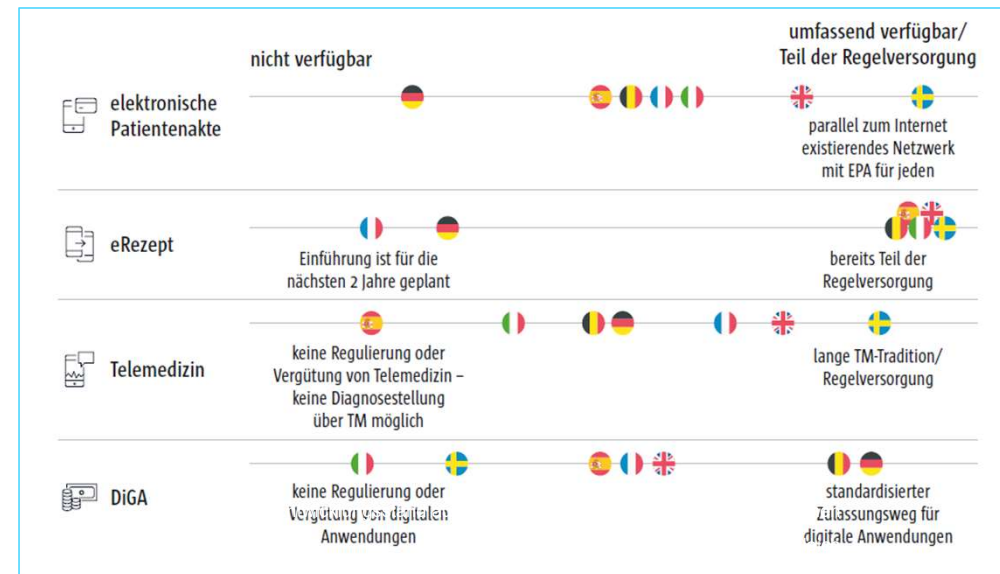 nicht verfügbar
umfassend verfügbar/
Teil der Regelversorgung
elektronische
Patientenakte
parallel zum Internet
existierendes Netzwerk
mit EPA für jeden
eRezept
Einführung ist für die
nächsten 2 Jahre geplant
bereits Teil der
Regelversorgung
Telemedizin
keine Regulierung oder
Vergütung von Telemedizin –
keine Diagnosestellung
über TM möglich
lange TM-Tradition/
Regelversorgung
DiGA
keine Regulierung oder
Vergütung von digitalen
Anwendungen
standardisierter
Zulassungsweg für
digitale Anwendungen